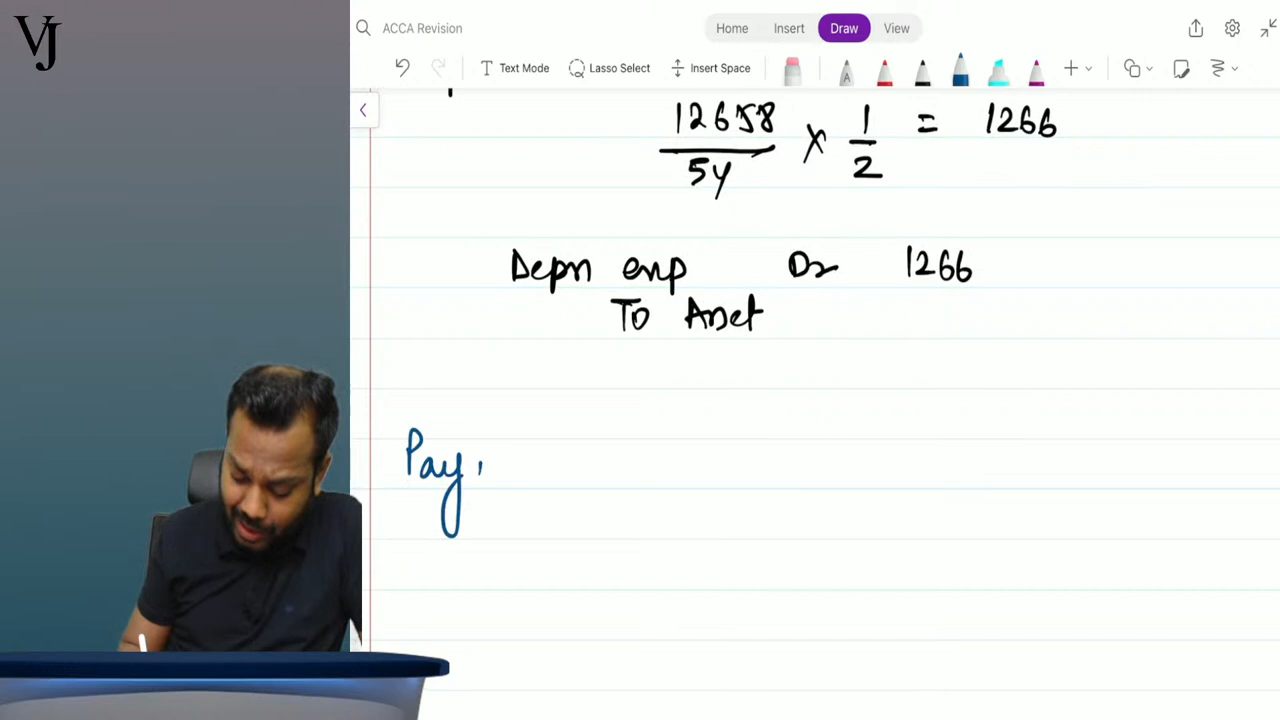 VJ
ACCA Revision
Home Insert Draw View
Text Mode Lasso Select Insert Space
12658
5y
× 1
2
= 1266
Depn exp Dr 1266
To Asset
Pay